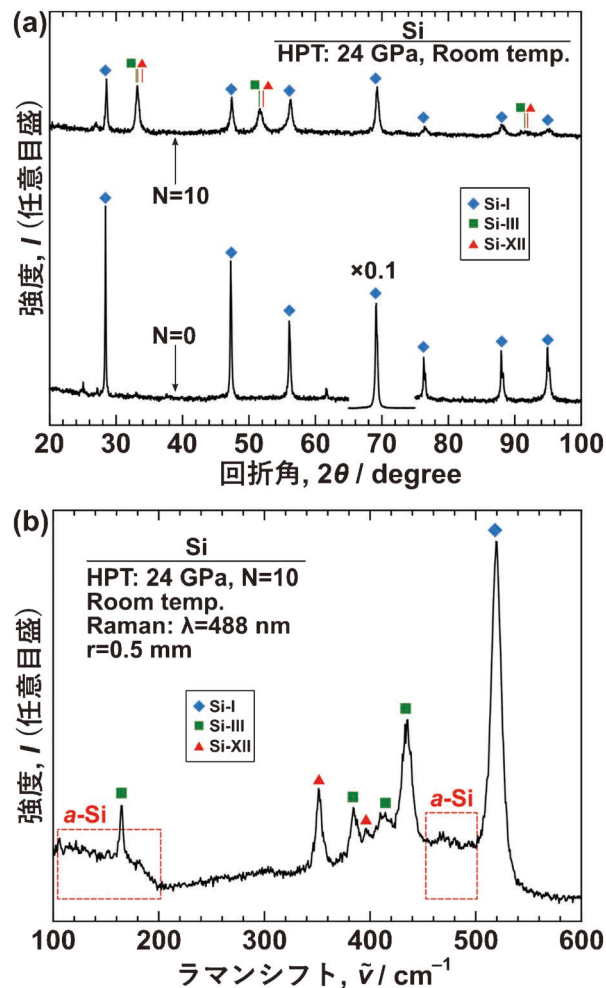 (a)
Si
HPT: 24 GPa, Room temp.
N=10
Si-I
Si-III
Si-XII
×0.1
N=0
強度, I (任意目盛)
20 30 40 50 60 70 80 90 100
回折角, 2θ / degree
(b)
Si
HPT: 24 GPa, N=10
Room temp.
Raman: λ=488 nm
r=0.5 mm
Si-I
Si-III
Si-XII
a-Si
a-Si
強度, I (任意目盛)
100 200 300 400 500 600
ラマンシフト, ṽ / cm⁻¹